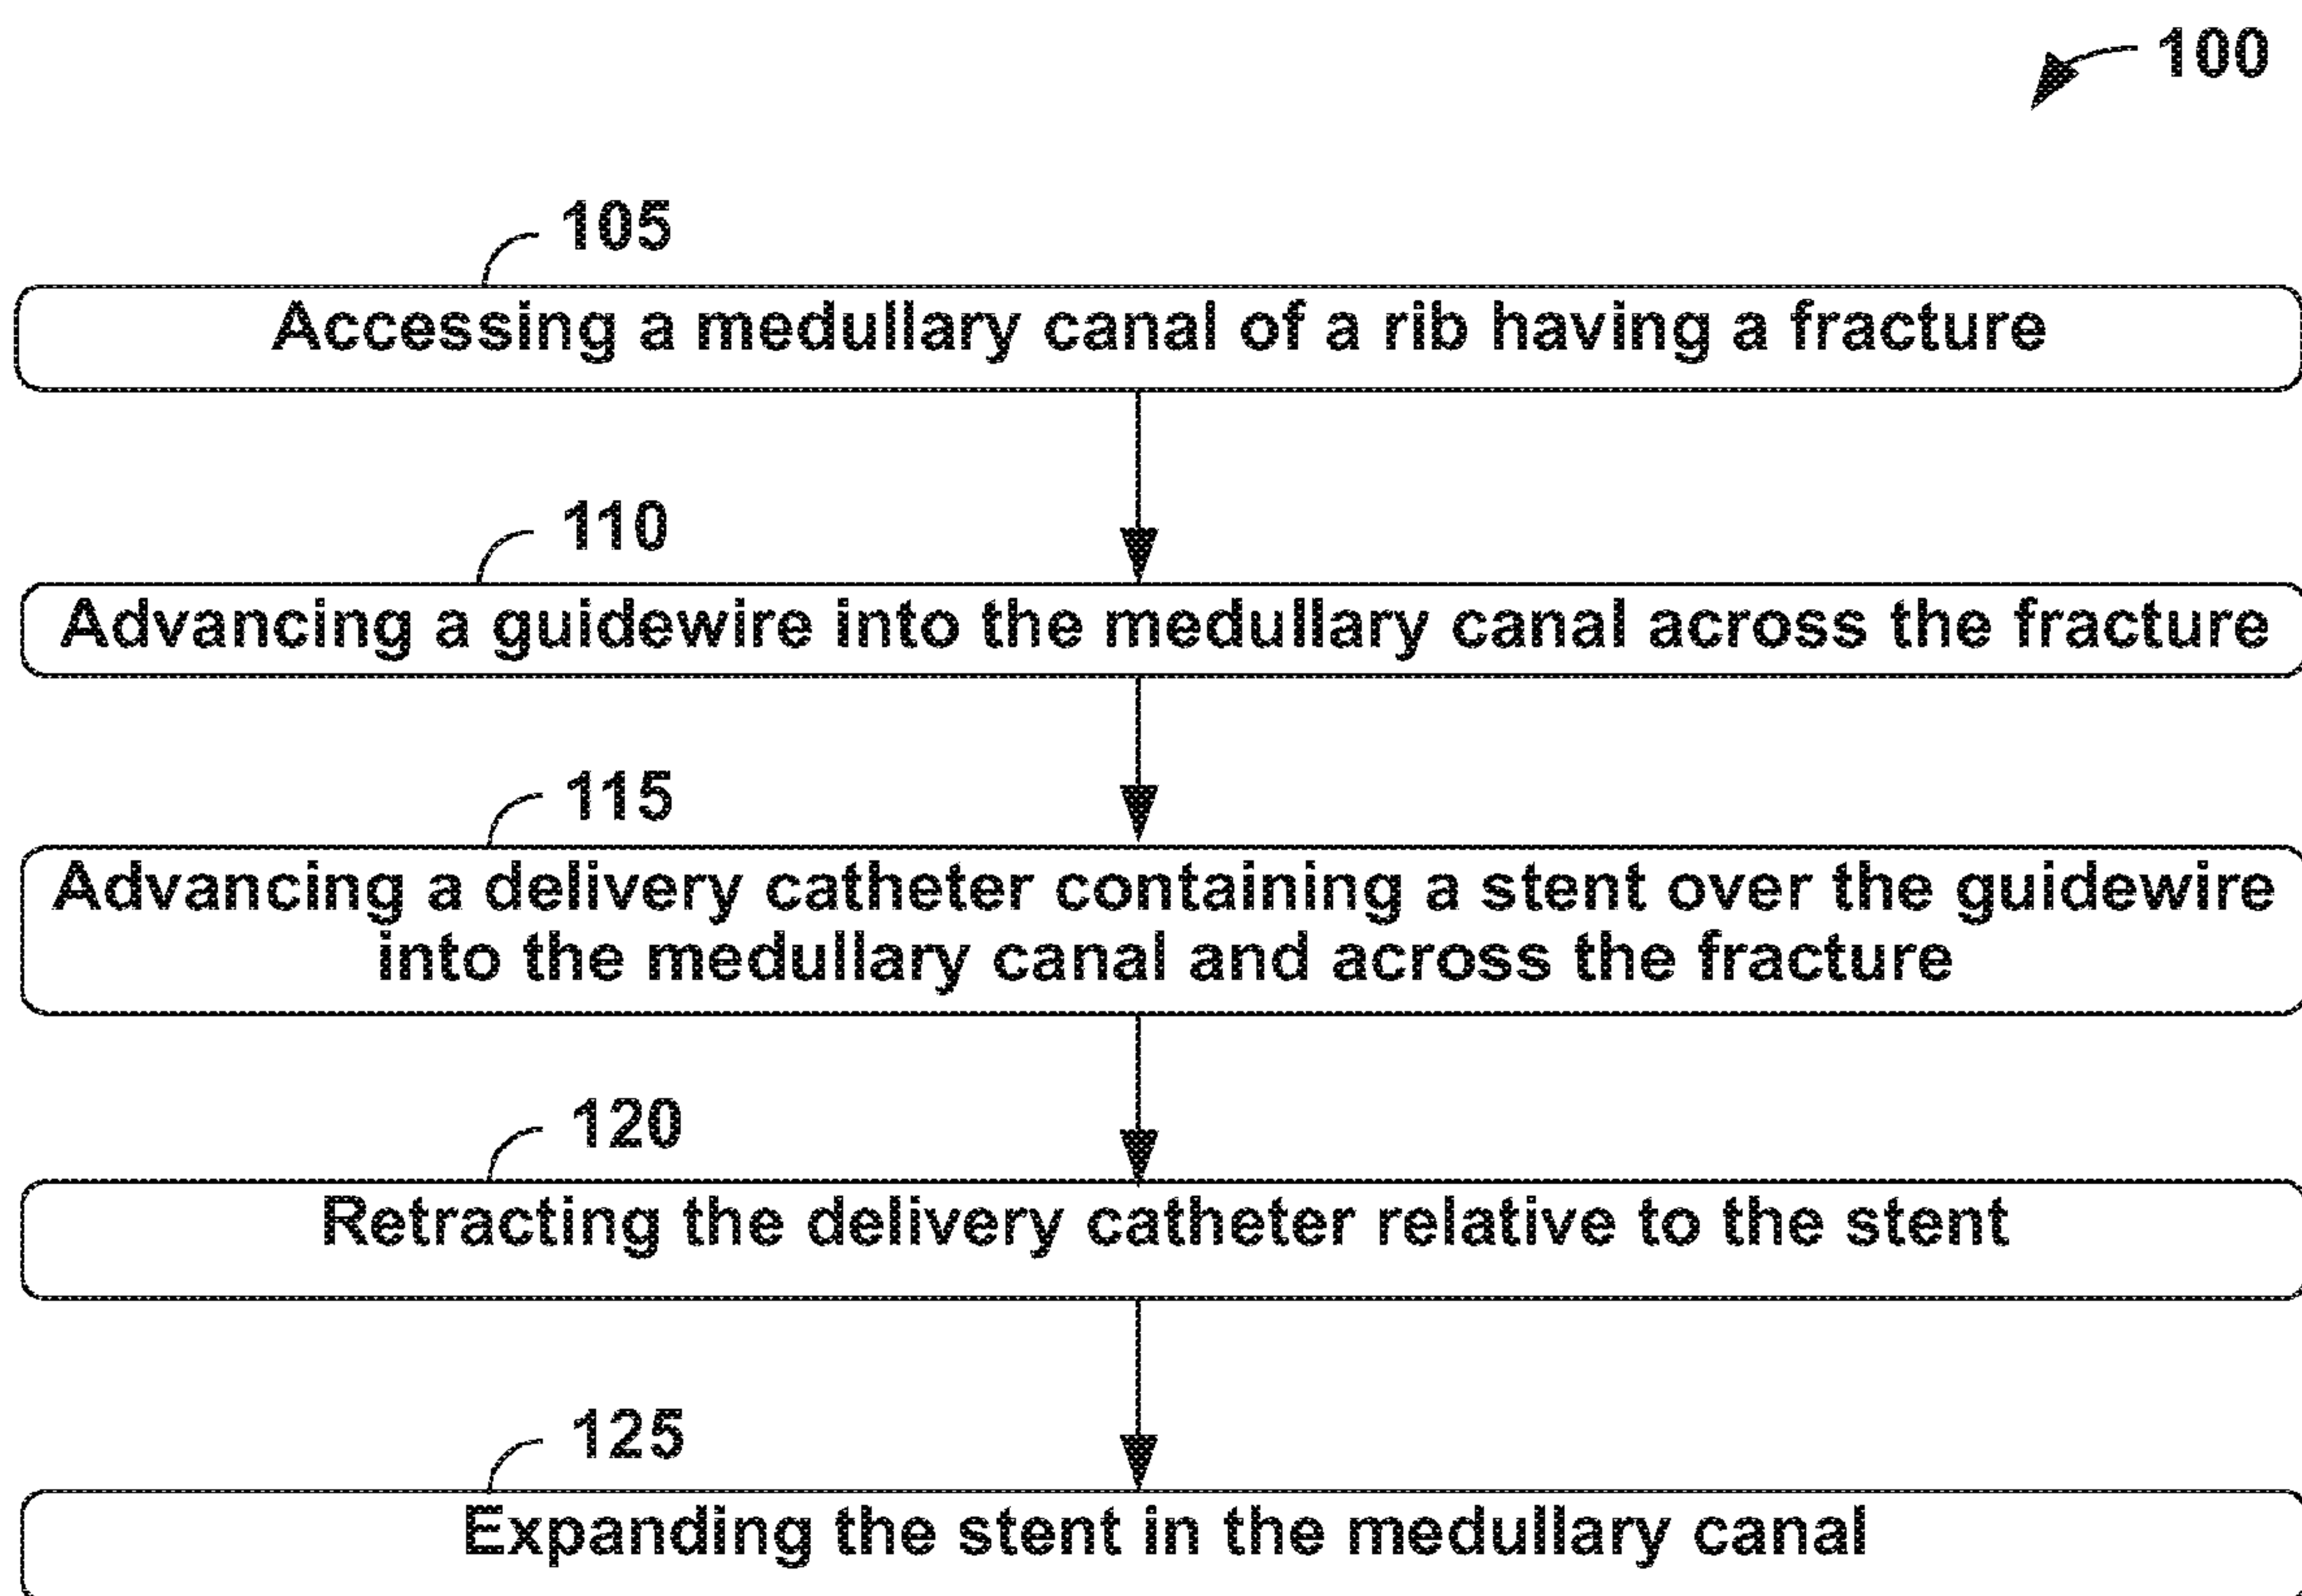 100
105
Accessing a medullary canal of a rib having a fracture
110
Advancing a guidewire into the medullary canal across the fracture
115
Advancing a delivery catheter containing a stent over the guidewire
into the medullary canal and across the fracture
120
Retracting the delivery catheter relative to the stent
125
Expanding the stent in the medullary canal